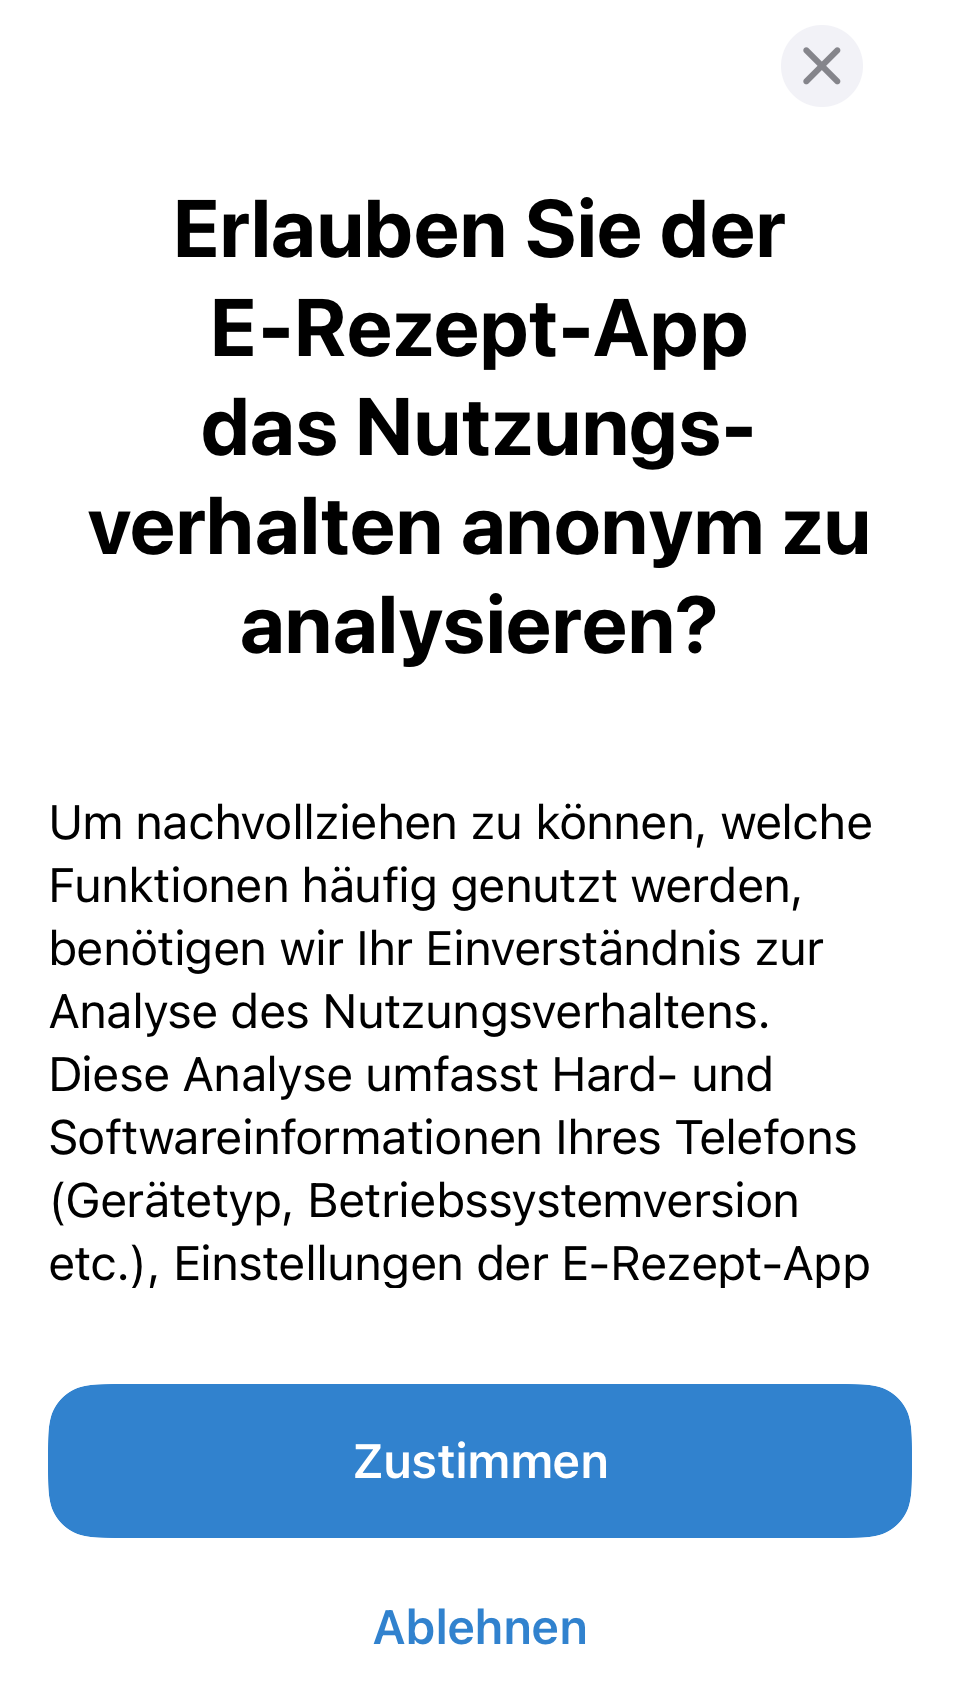 Erlauben Sie der
E-Rezept-App
das Nutzungs-
verhalten anonym zu
analysieren?
Um nachvollziehen zu können, welche
Funktionen häufig genutzt werden,
benötigen wir Ihr Einverständnis zur
Analyse des Nutzungsverhaltens.
Diese Analyse umfasst Hard- und
Softwareinformationen Ihres Telefons
(Gerätetyp, Betriebssystemversion
etc.), Einstellungen der E-Rezept-App
Zustimmen
Ablehnen